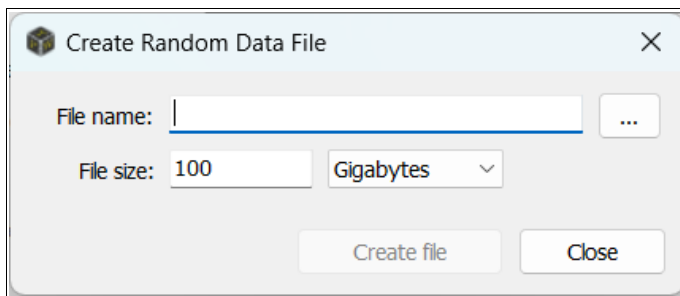 Create Random Data File
File name:
...
File size: 100 Gigabytes
Create file Close